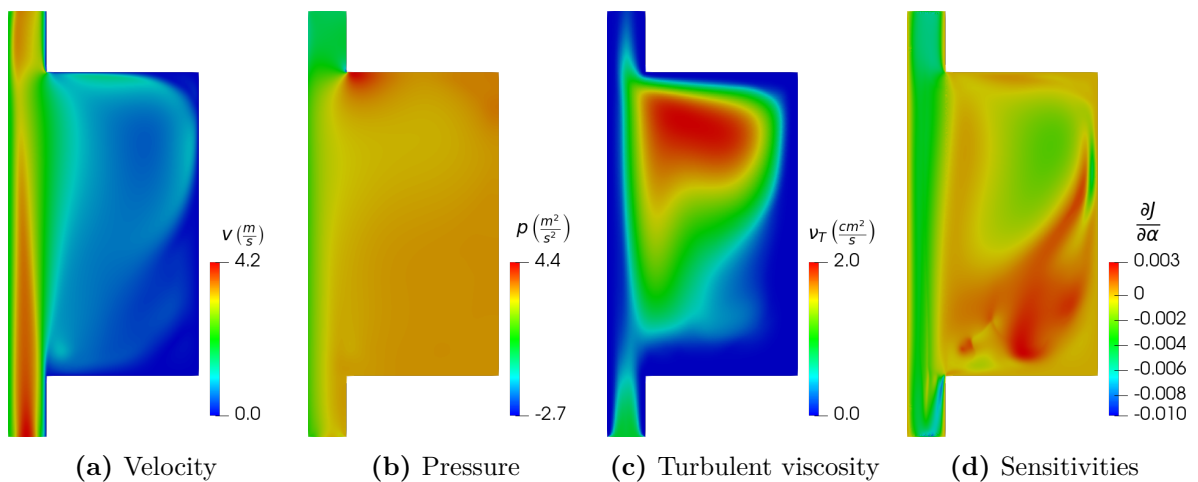 v (m/s)
4.2
0.0
(a) Velocity
p (m²/s²)
4.4
-2.7
(b) Pressure
ν_T (cm²/s)
2.0
0.0
(c) Turbulent viscosity
∂J/∂α
0.003
0
-0.002
-0.004
-0.006
-0.008
-0.010
(d) Sensitivities